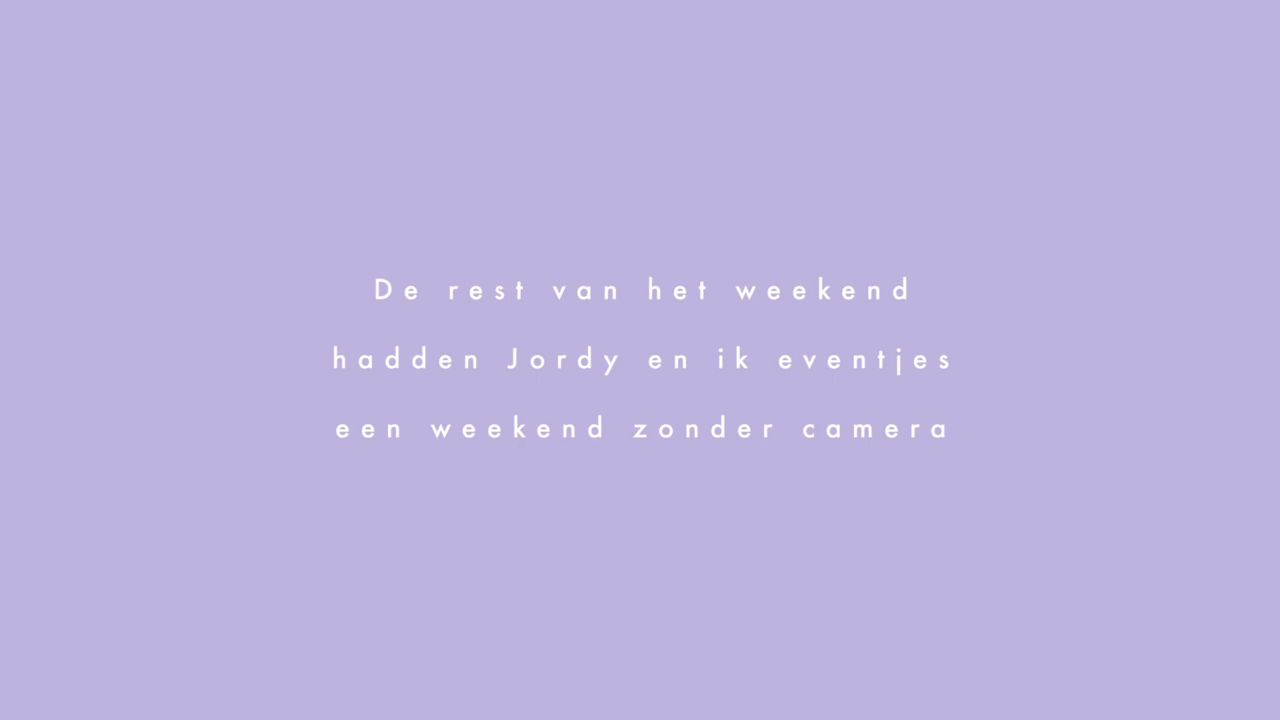 De rest van het weekend
hadden Jordy en ik eventjes
een weekend zonder camera